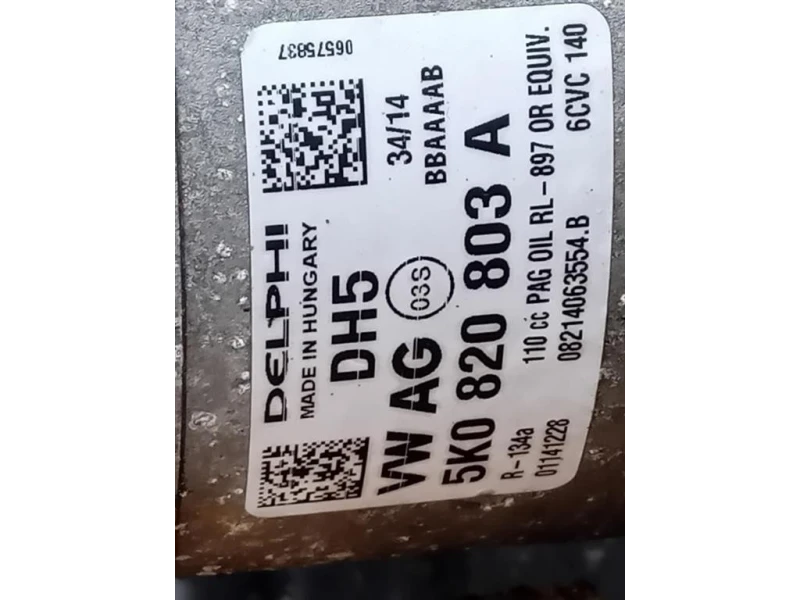 06575837
DELPHI
MADE IN HUNGARY
DH5
34/14
BBAAAAB
VW AG
03S
5K0 820 803 A
R-134a
110 cc PAG OIL RL-897 OR EQUIV.
01141228
08214063554.B
6CVC 140